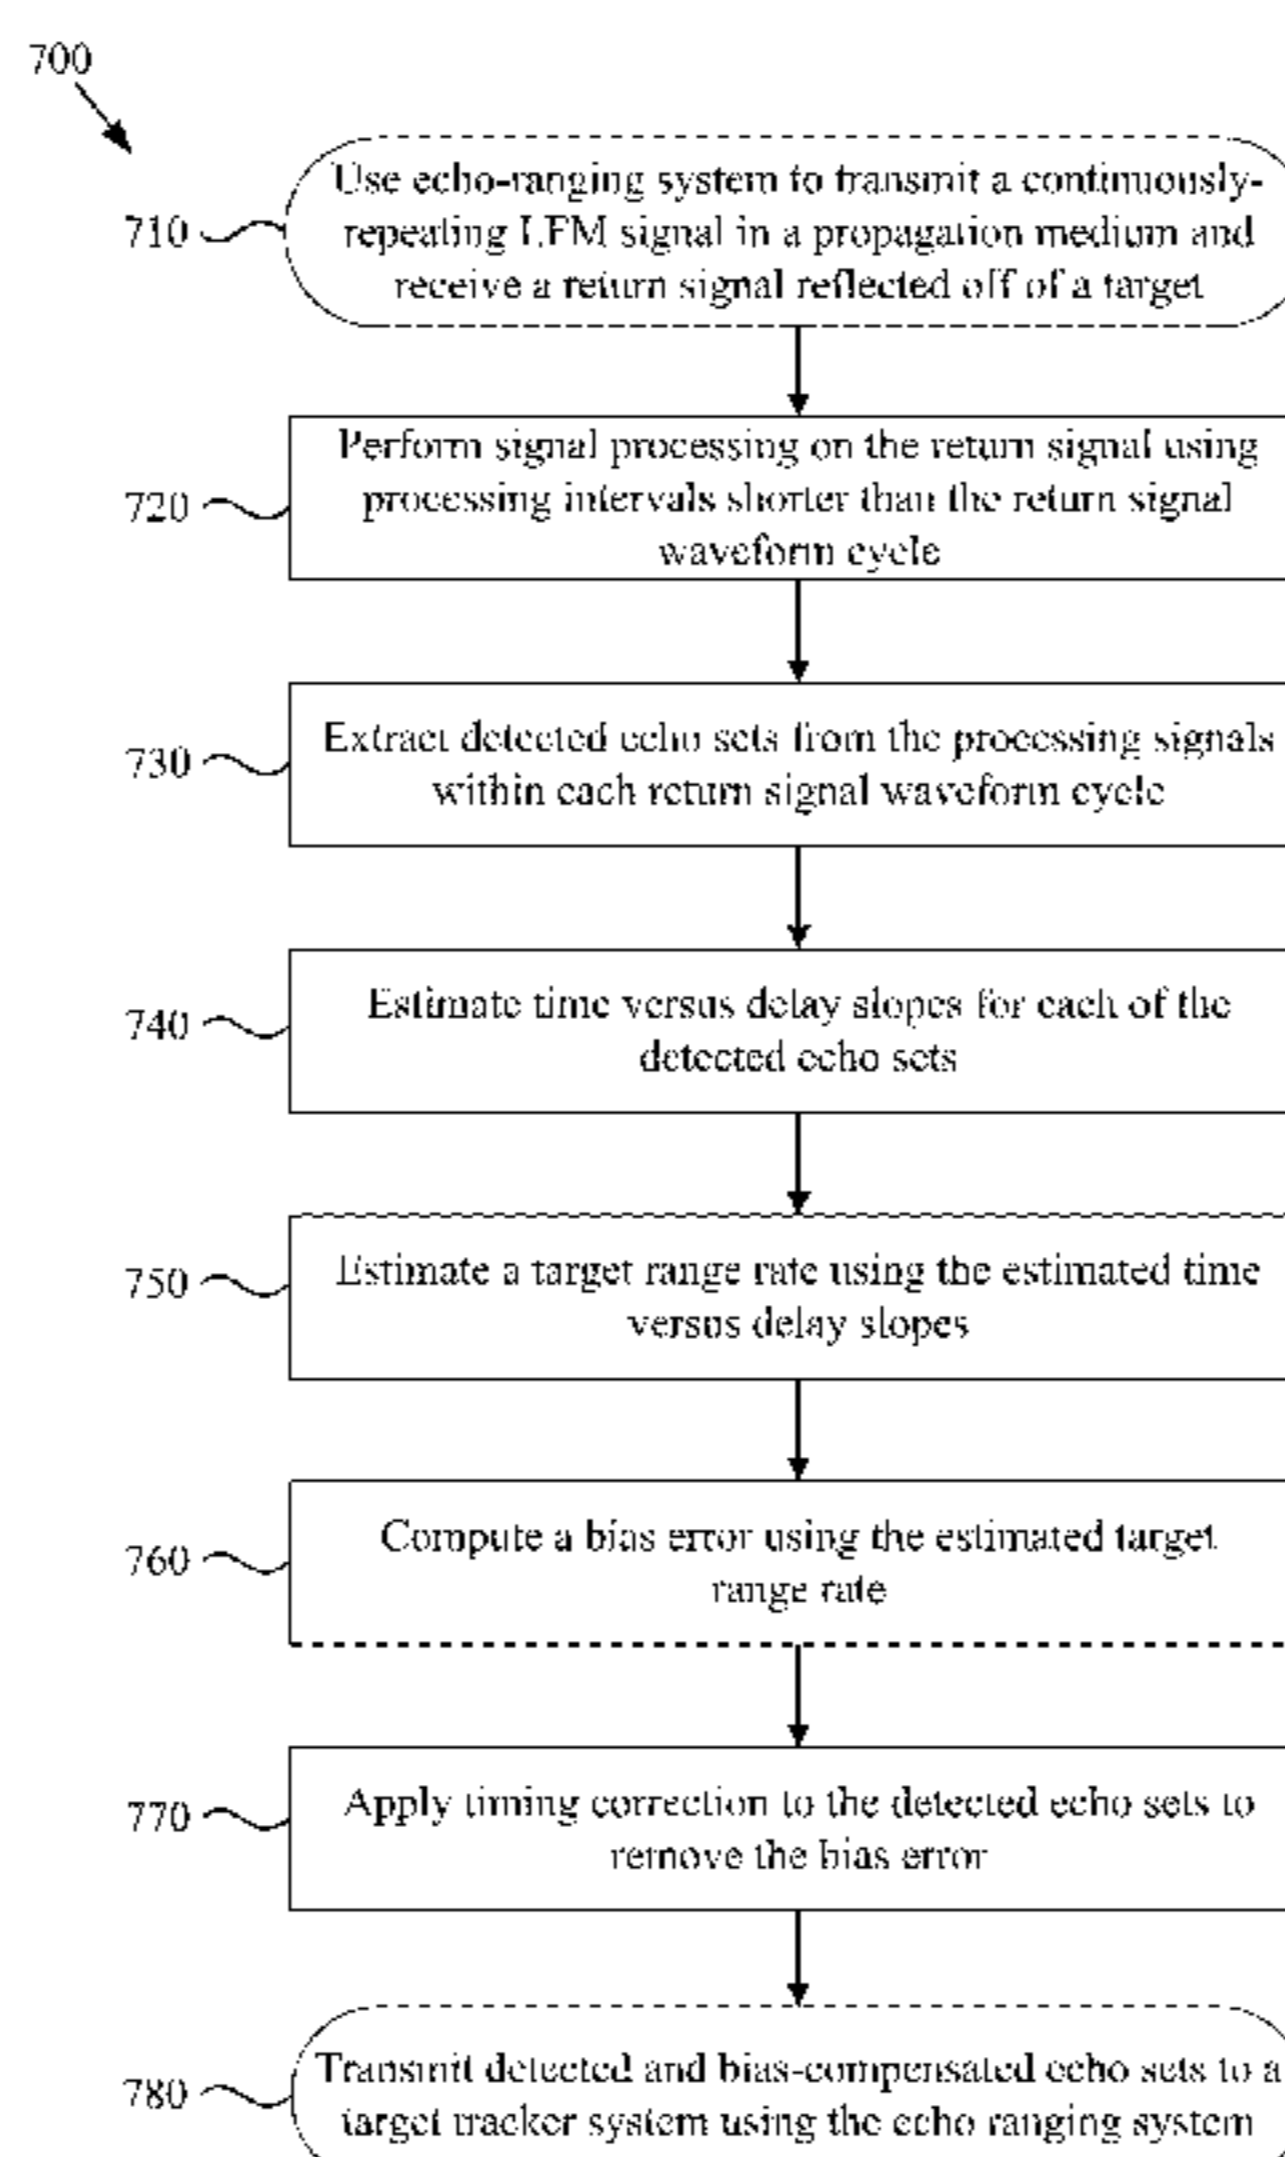 700
710
Use echo-ranging system to transmit a continuously-
repeating LFM signal in a propagation medium and
receive a return signal reflected off of a target
720
Perform signal processing on the return signal using
processing intervals shorter than the return signal
waveform cycle
730
Extract detected echo sets from the processing signals
within each return signal waveform cycle
740
Estimate time versus delay slopes for each of the
detected echo sets
750
Estimate a target range rate using the estimated time
versus delay slopes
760
Compute a bias error using the estimated target
range rate
770
Apply timing correction to the detected echo sets to
remove the bias error
780
Transmit detected and bias-compensated echo sets to a
target tracker system using the echo ranging system